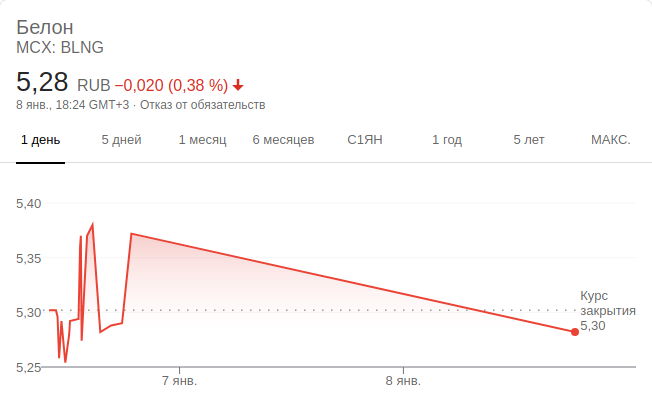 Белон
MCX: BLNG
5,28 RUB −0,020 (0,38 %)
8 янв., 18:24 GMT+3 · Отказ от обязательств
1 день 5 дней 1 месяц 6 месяцев С1ЯН 1 год 5 лет МАКС.
5,40
5,35
5,30
5,25
Курс
закрытия
5,30
7 янв. 8 янв.